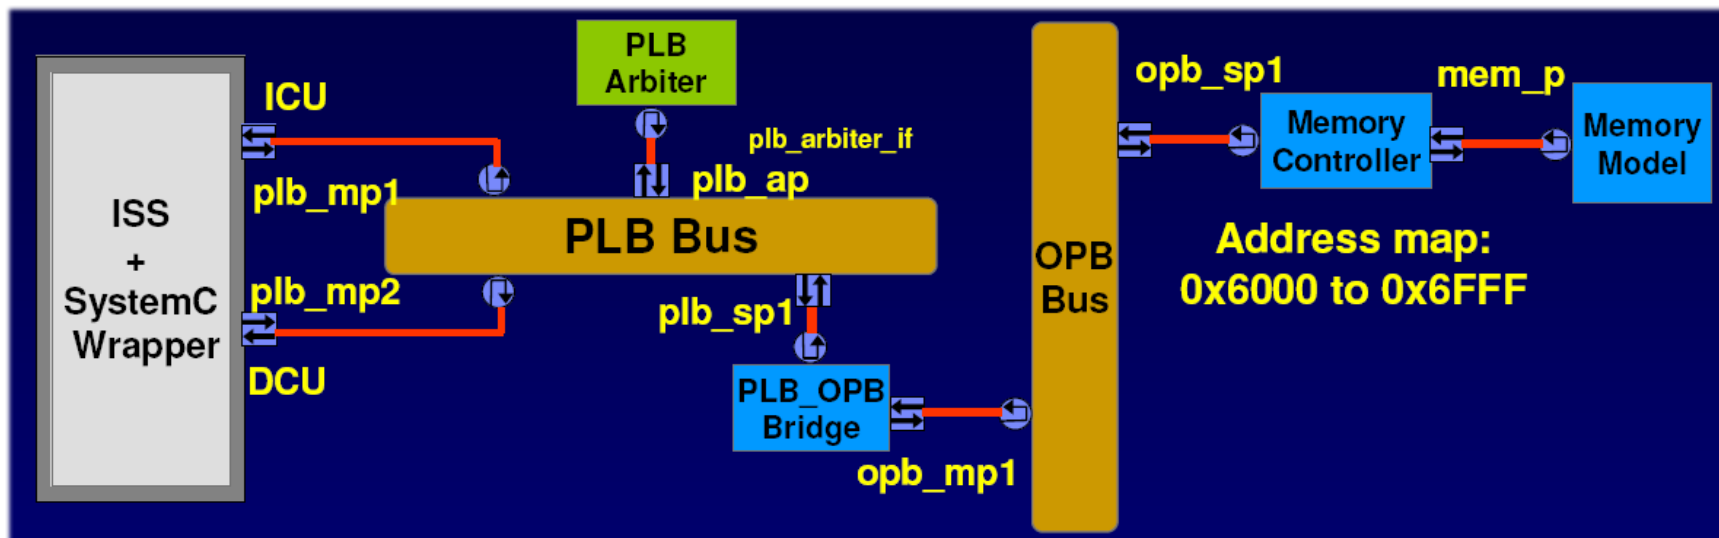 ISS
+
SystemC
Wrapper
ICU
plb_mp1
plb_mp2
DCU
PLB
Arbiter
plb_arbiter_if
plb_ap
PLB Bus
plb_sp1
PLB_OPB
Bridge
opb_mp1
OPB
Bus
opb_sp1
Memory
Controller
mem_p
Memory
Model
Address map:
0x6000 to 0x6FFF